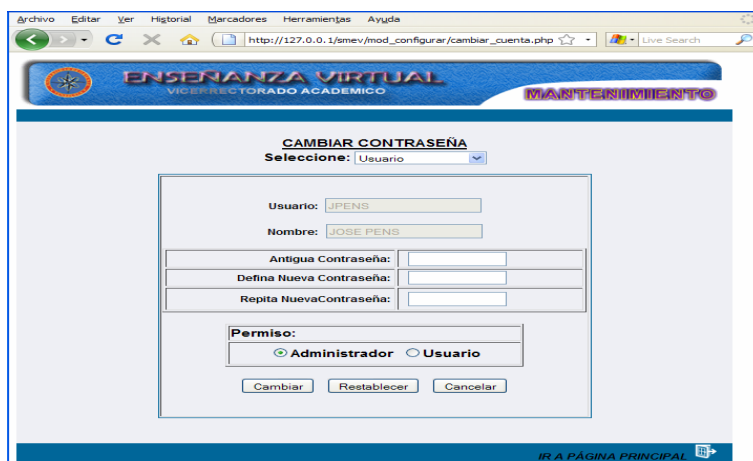 Archivo Editar Ver Historial Marcadores Herramientas Ayuda
http://127.0.0.1/smev/mod_configurar/cambiar_cuenta.php Live Search
ENSEÑANZA VIRTUAL
VICERRECTORADO ACADEMICO
MANTENIMIENTO
CAMBIAR CONTRASEÑA
Seleccione: Usuario
Usuario: JPENS
Nombre: JOSE PENS
Antigua Contraseña:
Defina Nueva Contraseña:
Repita NuevaContraseña:
Permiso:
Administrador Usuario
Cambiar Restablecer Cancelar
IR A PÁGINA PRINCIPAL